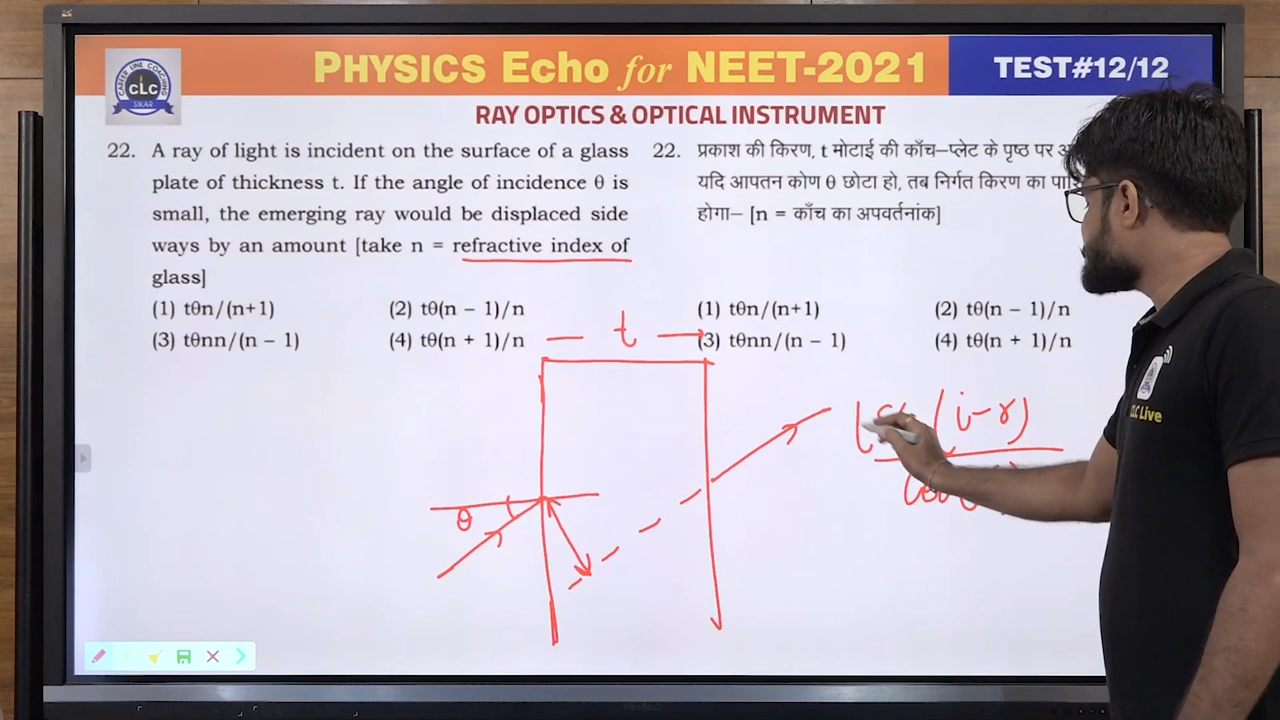 PHYSICS Echo for NEET-2021
TEST#12/12
CAREER LINE COACHING
CLC
SIKAR
RAY OPTICS & OPTICAL INSTRUMENT
22. A ray of light is incident on the surface of a glass
plate of thickness t. If the angle of incidence θ is
small, the emerging ray would be displaced side
ways by an amount [take n = refractive index of
glass]
(1) tθn/(n+1) (2) tθ(n – 1)/n
(3) tθnn/(n – 1) (4) tθ(n + 1)/n
22. प्रकाश की किरण, t मोटाई की काँच–प्लेट के पृष्ठ पर
यदि आपतन कोण θ छोटा हो, तब निर्गत किरण का
होगा– [n = काँच का अपवर्तनांक]
(1) tθn/(n+1) (2) tθ(n – 1)/n
(3) tθnn/(n – 1) (4) tθ(n + 1)/n
t
θ
(i-r)
CLC Live
ViewSonic